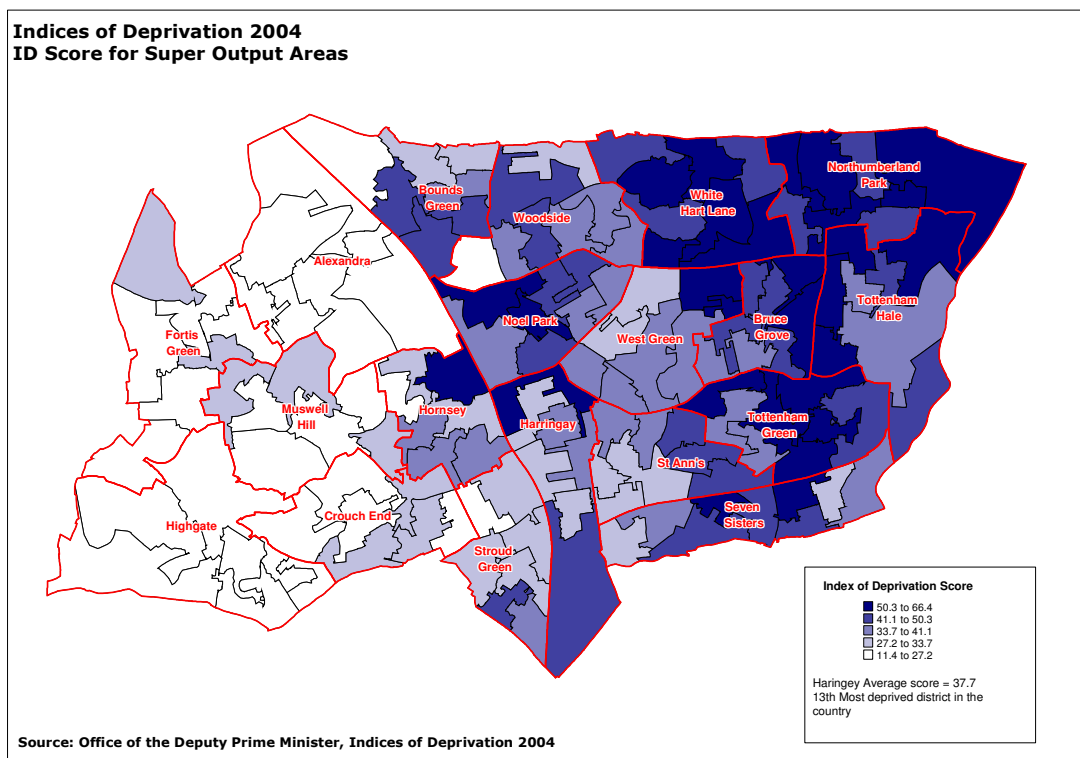 Indices of Deprivation 2004
ID Score for Super Output Areas
Northumberland
Park
Bounds
Green
White
Hart Lane
Woodside
Alexandra
Tottenham
Hale
Noel Park
Bruce
Grove
Fortis
Green
West Green
Muswell
Hill
Hornsey
Harringay
Tottenham
Green
St Ann's
Highgate
Crouch End
Seven
Sisters
Stroud
Green
Index of Deprivation Score
50.3 to 66.4
41.1 to 50.3
33.7 to 41.1
27.2 to 33.7
11.4 to 27.2
Haringey Average score = 37.7
13th Most deprived district in the
country
Source: Office of the Deputy Prime Minister, Indices of Deprivation 2004